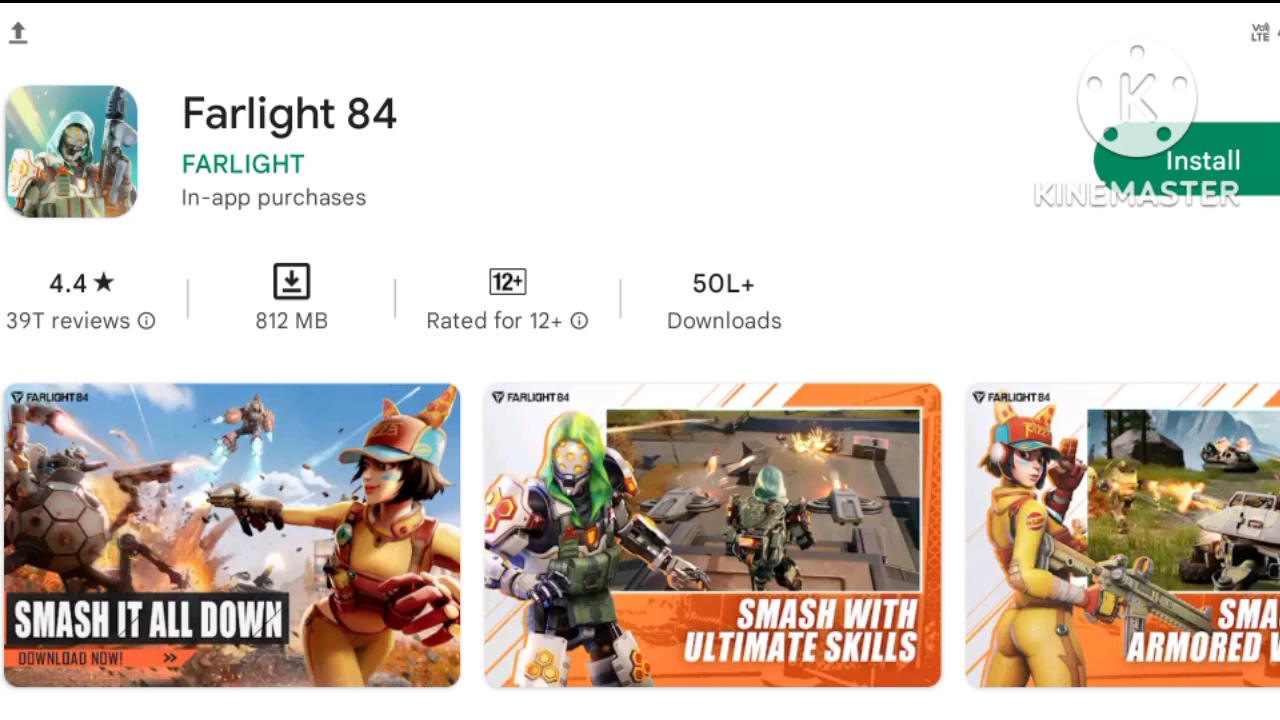 Vo) LTE
Farlight 84
FARLIGHT
In-app purchases
K
Install
KINEMASTER
4.4★
39T reviews
812 MB
12+
Rated for 12+
50L+
Downloads
FARLIGHT 84
SMASH IT ALL DOWN
DOWNLOAD NOW! >>
FARLIGHT 84
SMASH WITH
ULTIMATE SKILLS
FARLIGHT 84
SMA
ARMORED